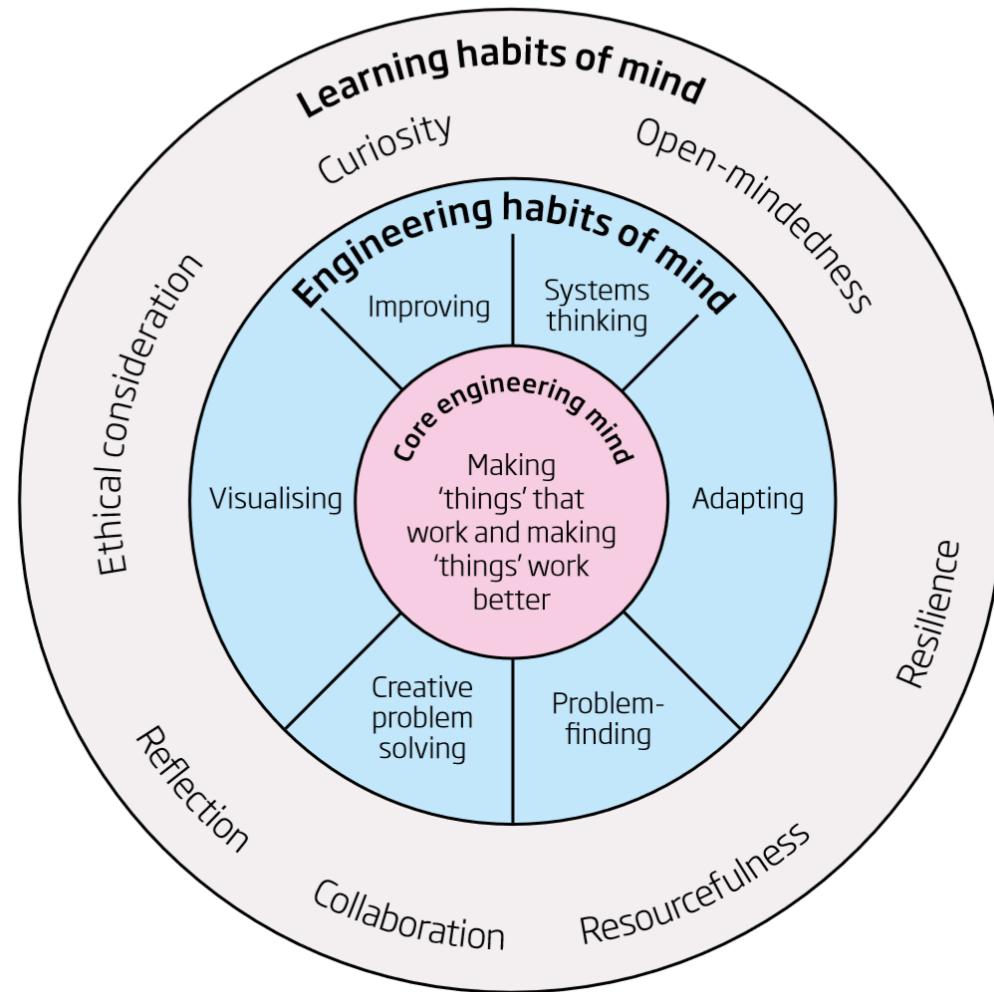 Learning habits of mind
Curiosity
Open-mindedness
Ethical consideration
Resilience
Reflection
Collaboration
Resourcefulness
Engineering habits of mind
Improving
Systems
thinking
Visualising
Adapting
Creative
problem
solving
Problem-
finding
Core engineering mind
Making
‘things’ that
work and making
‘things’ work
better